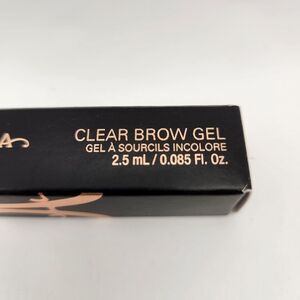 CLEAR BROW GEL
GEL À SOURCILS INCOLORE
2.5 mL / 0.085 Fl. Oz.